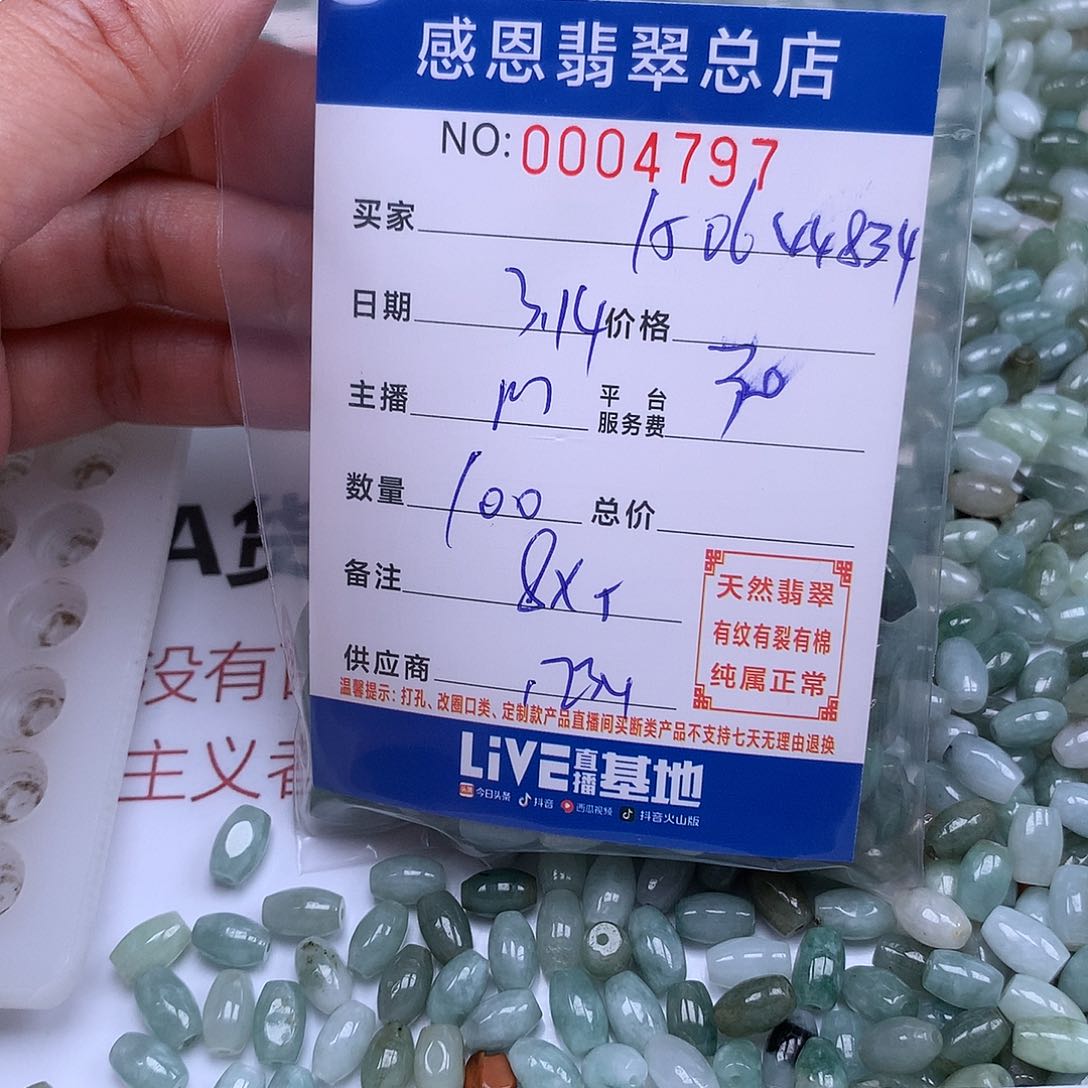 感恩翡翠总店
NO:0004797
买家 1506448 34
日期 3.14 价格
主播 m 平台服务费 30
数量 100 总价
备注 8X5
供应商
天然翡翠
有纹有裂有棉
纯属正常
温馨提示:打孔、改圈口类、定制款产品直播间买断类产品不支持七天无理由退换
LiVE直播基地
头条 今日头条 抖音 西瓜视频 抖音火山版
A货
没有
主义者